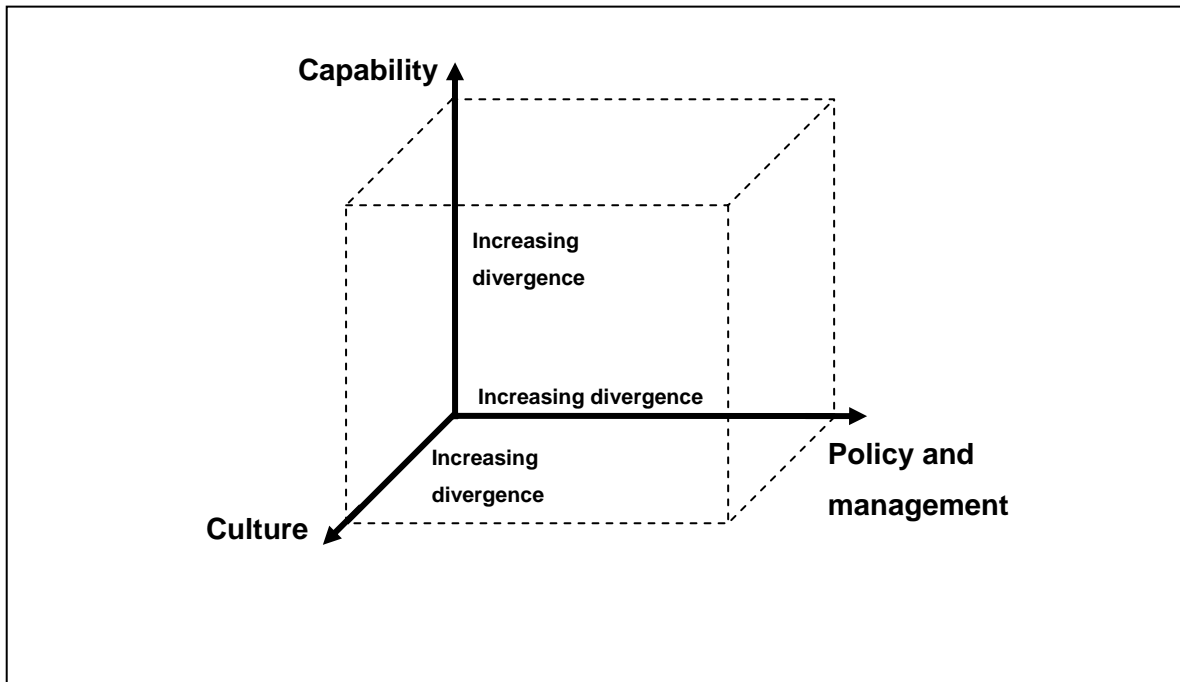 Capability
Increasing
divergence
Increasing divergence
Increasing
divergence
Policy and
management
Culture